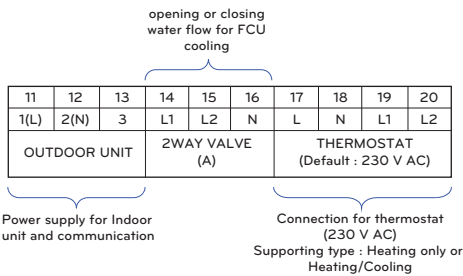 opening or closing
water flow for FCU
cooling
11 12 13 14 15 16 17 18 19 20
1(L) 2(N) 3 L1 L2 N L N L1 L2
OUTDOOR UNIT
2WAY VALVE
(A)
THERMOSTAT
(Default : 230 V AC)
Power supply for Indoor
unit and communication
Connection for thermostat
(230 V AC)
Supporting type : Heating only or
Heating/Cooling